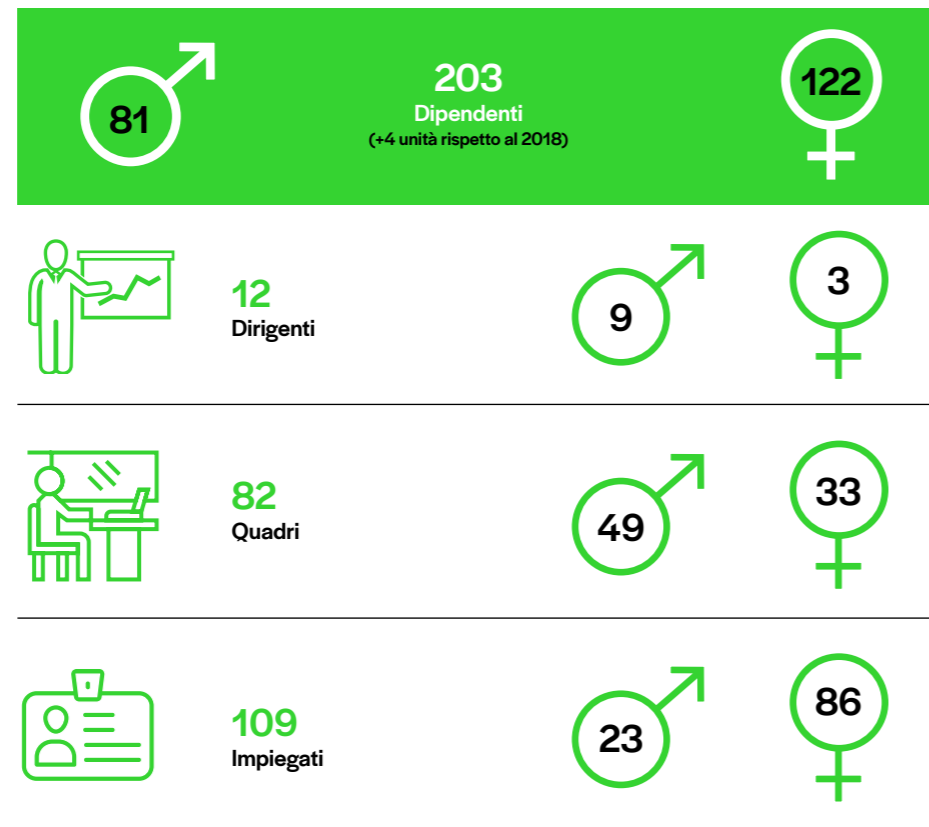 81
203
Dipendenti
(+4 unità rispetto al 2018)
122
12
Dirigenti
9
3
82
Quadri
49
33
109
Impiegati
23
86